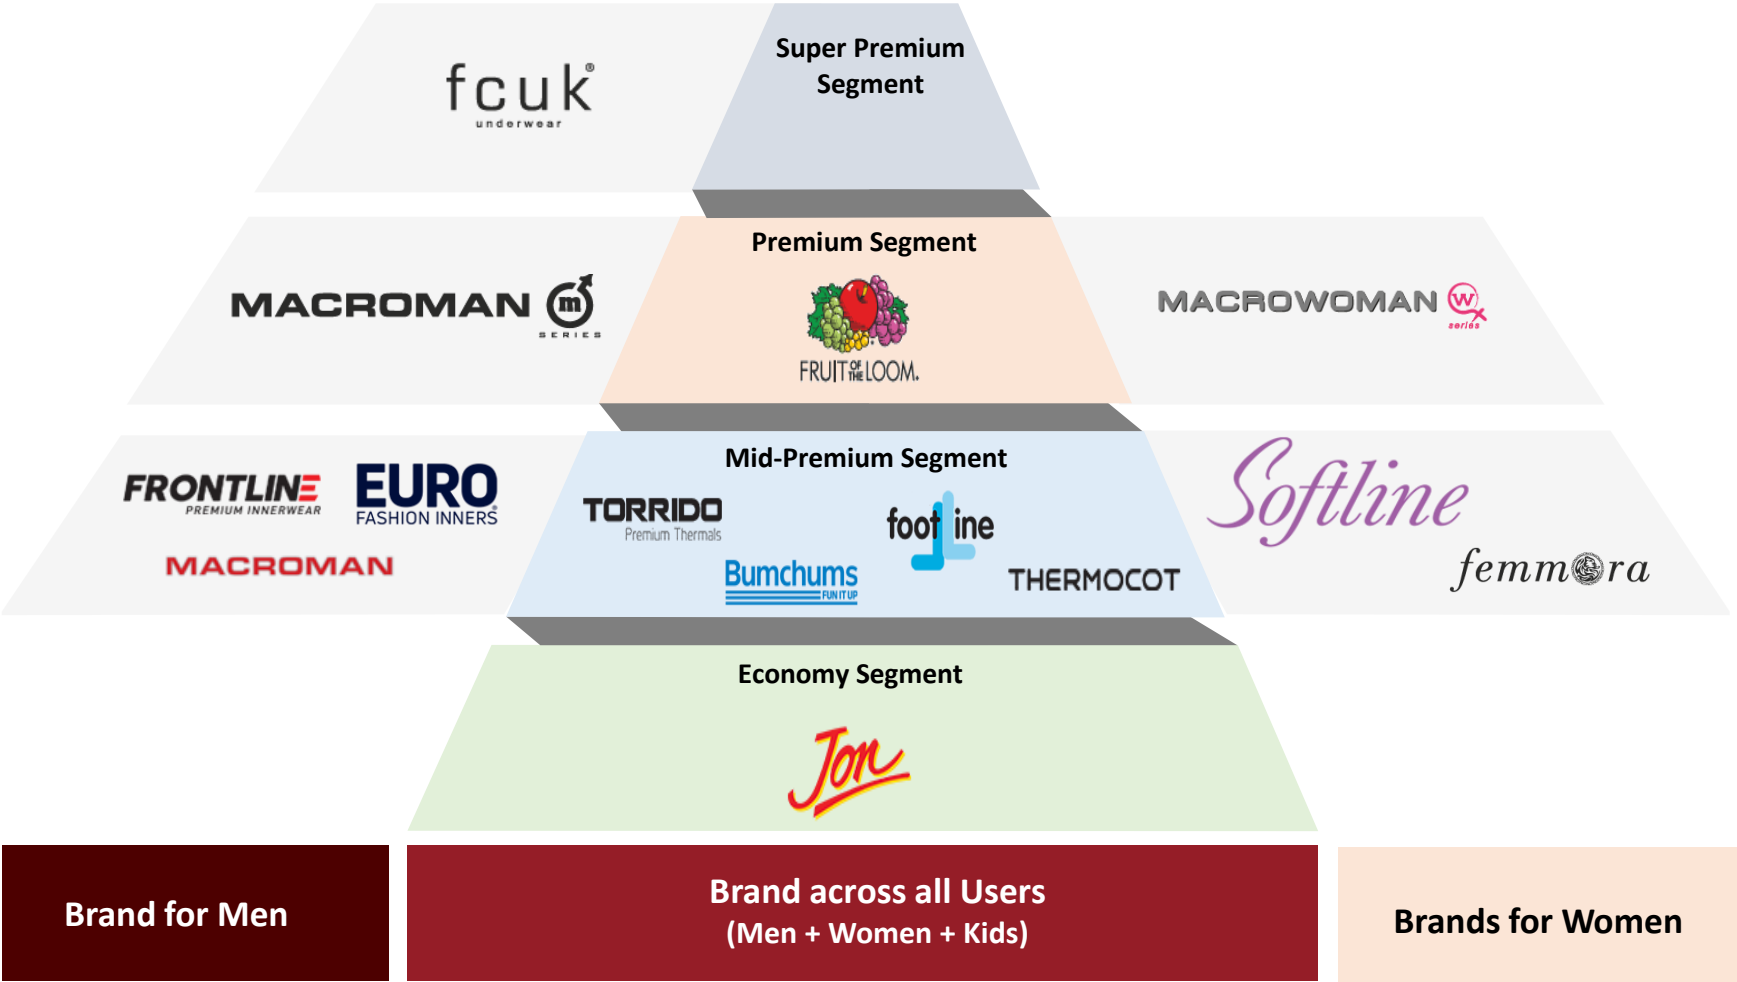 fcuk®
underwear
Super Premium
Segment
MACROMAN m
SERIES
Premium Segment
FRUIT OF THE LOOM.
MACROWOMAN W
series
FRONTLINE
PREMIUM INNERWEAR
EURO
FASHION INNERS
MACROMAN
Mid-Premium Segment
TORRIDO
Premium Thermals
footline
Bumchums
FUN IT UP
THERMOCOT
Softline
femmora
Economy Segment
Jon
Brand for Men
Brand across all Users
(Men + Women + Kids)
Brands for Women